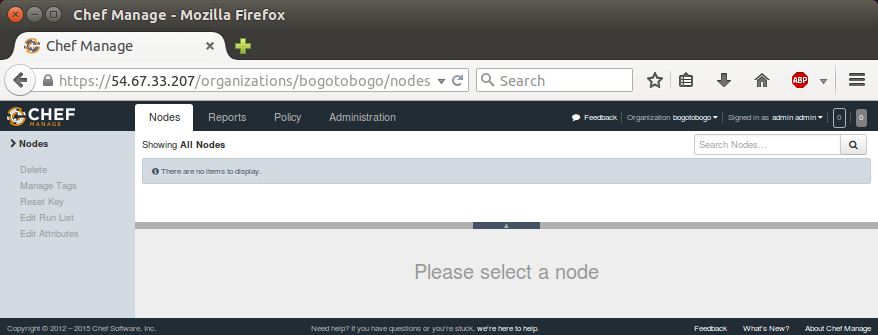 Chef Manage - Mozilla Firefox
Chef Manage
https://54.67.33.207/organizations/bogotobogo/nodes Search ABP
CHEF MANAGE Nodes Reports Policy Administration Feedback Organization bogotobogo Signed in as admin admin 0 0
Nodes
Showing All Nodes Search Nodes...
Delete
There are no items to display.
Manage Tags
Reset Key
Edit Run List
Edit Attributes
Please select a node
Copyright © 2012 – 2015 Chef Software, Inc. Need help? If you have questions or you're stuck, we're here to help. Feedback What's New? About Chef Manage